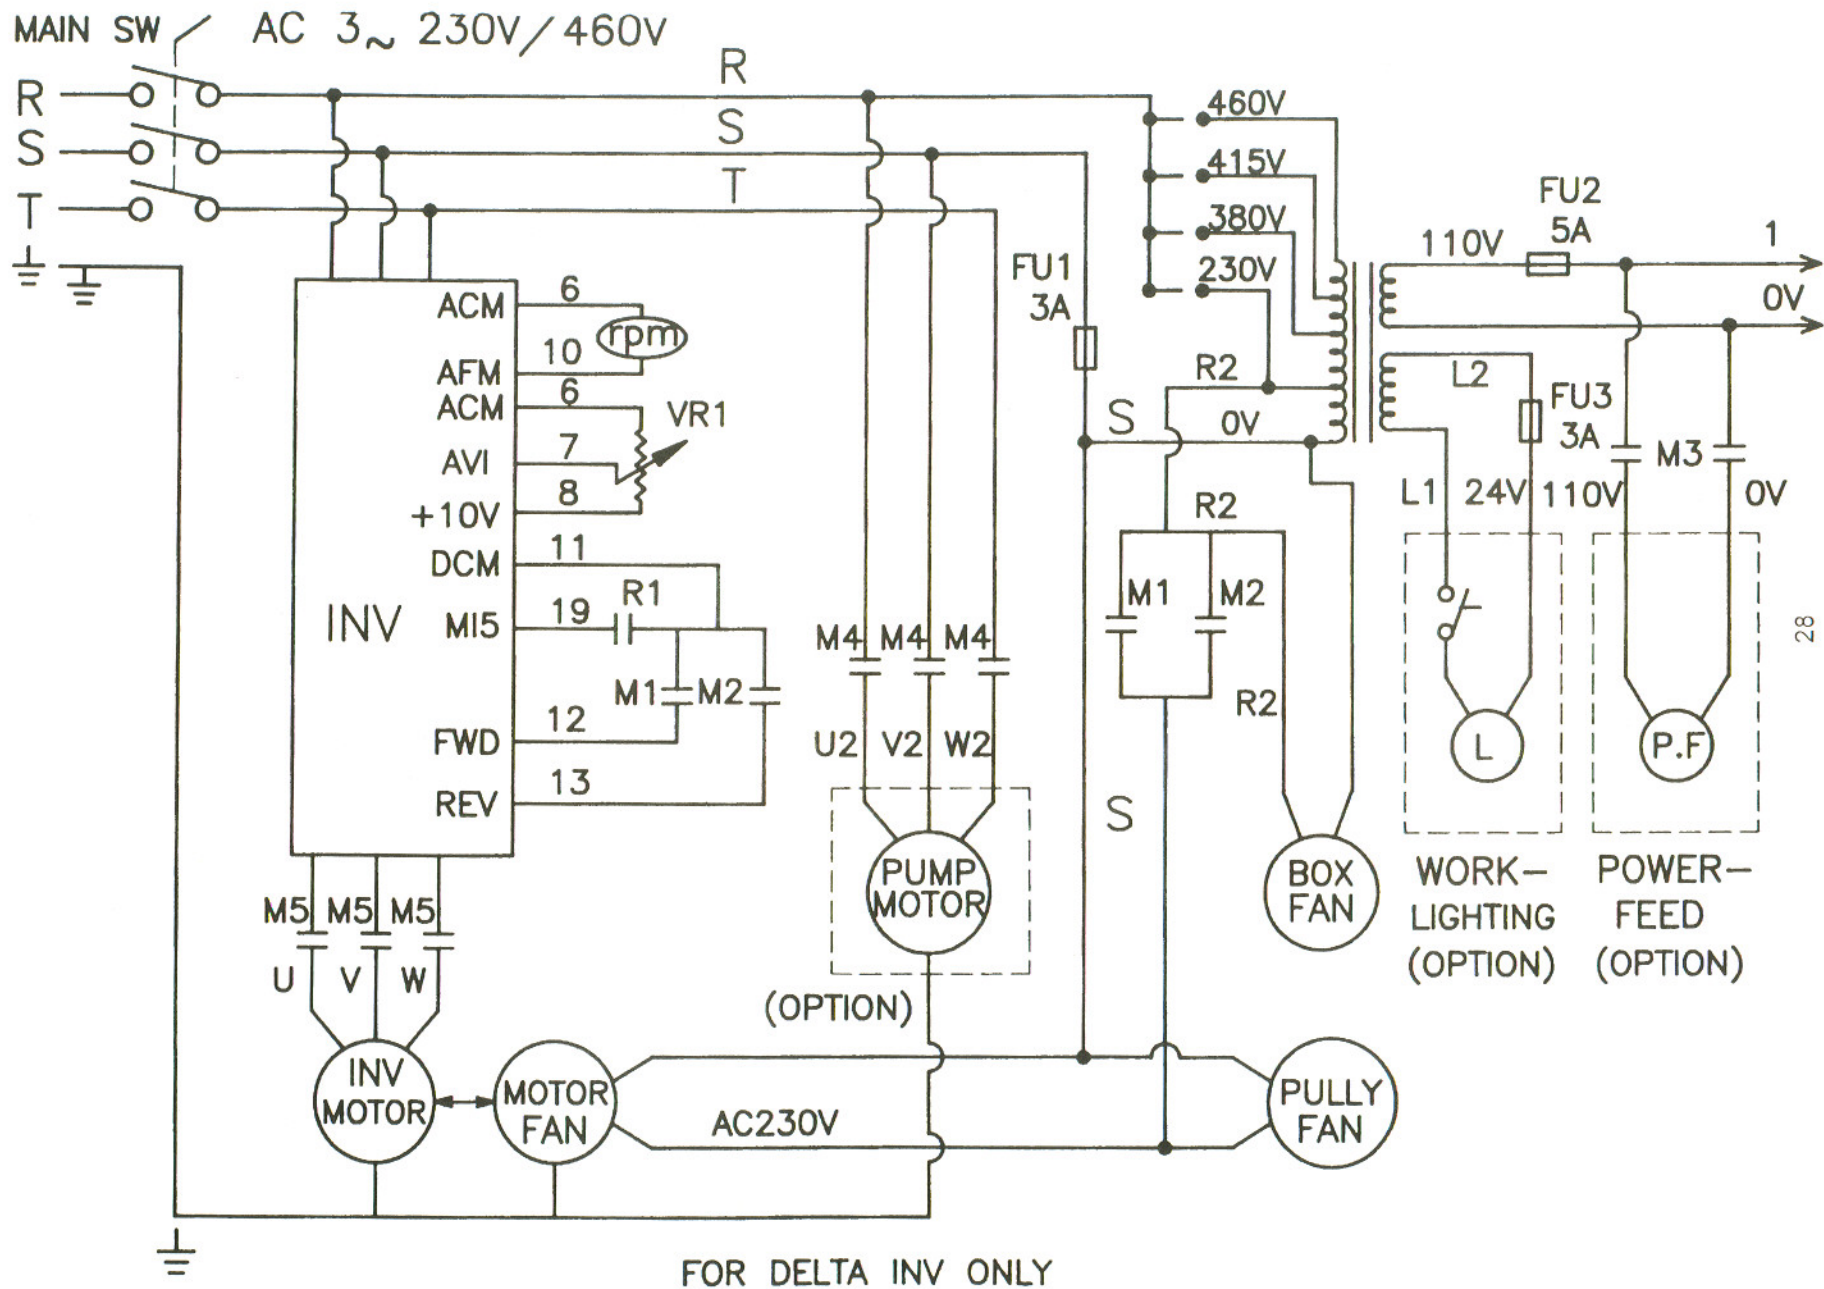 MAIN SW
AC 3~ 230V/460V
R
S
T
R
S
T
460V
415V
380V
230V
FU1
3A
R2
0V
S
110V
FU2
5A
1
0V
L2
FU3
3A
M3
L1
24V
110V
0V
INV
ACM
6
rpm
AFM
10
ACM
6
VR1
AVI
7
+10V
8
DCM
11
MI5
19
R1
M1
M2
FWD
12
REV
13
M4
M4
M4
U2
V2
W2
PUMP
MOTOR
(OPTION)
R2
M1
M2
R2
S
BOX
FAN
L
WORK-
LIGHTING
(OPTION)
P.F
POWER-
FEED
(OPTION)
28
M5
M5
M5
U
V
W
INV
MOTOR
MOTOR
FAN
AC230V
PULLY
FAN
FOR DELTA INV ONLY